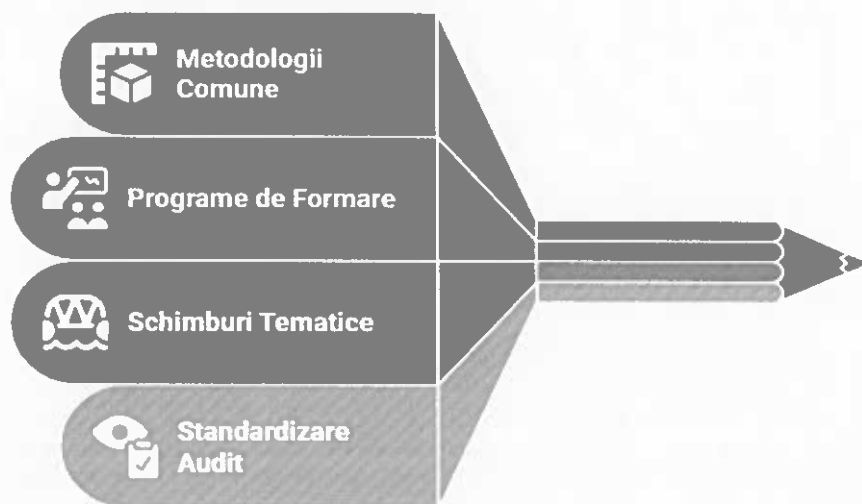 Metodologii
Comune
Programe de Formare
Schimburi Tematice
Standardizare
Audit